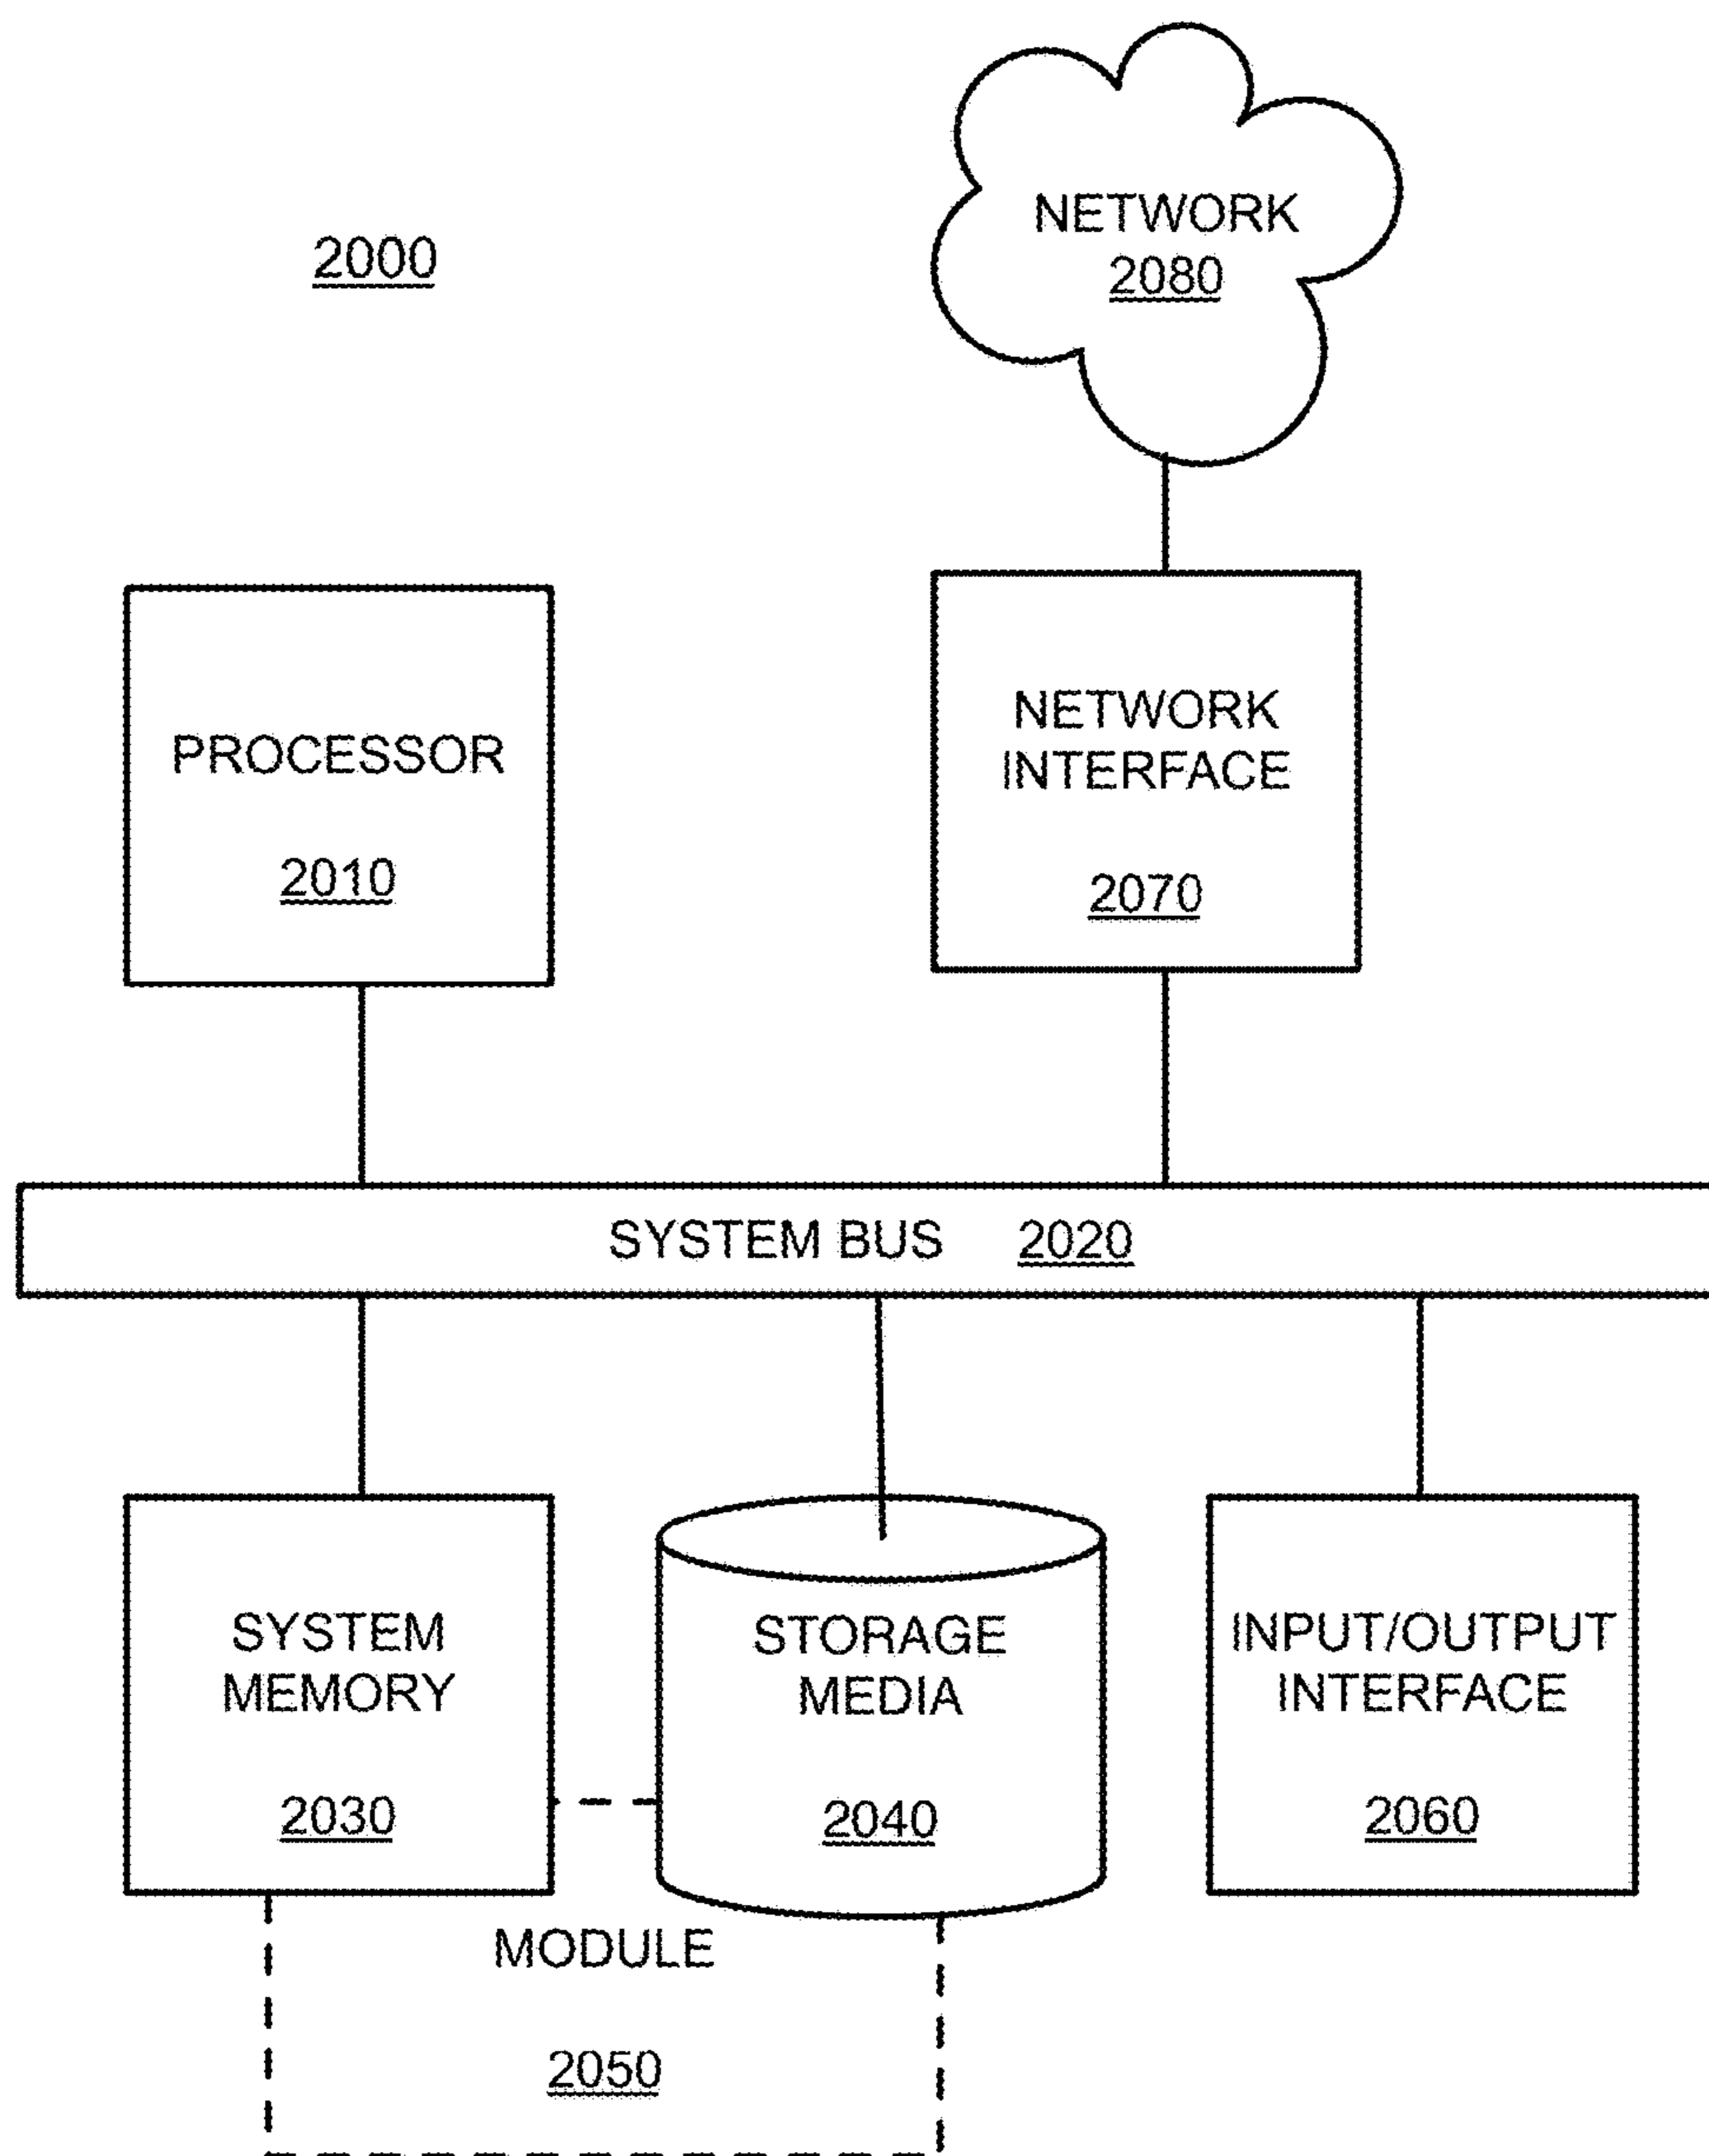 NETWORK
2080
2000
PROCESSOR
2010
NETWORK
INTERFACE
2070
SYSTEM BUS 2020
SYSTEM
MEMORY
2030
STORAGE
MEDIA
2040
INPUT/OUTPUT
INTERFACE
2060
MODULE
2050